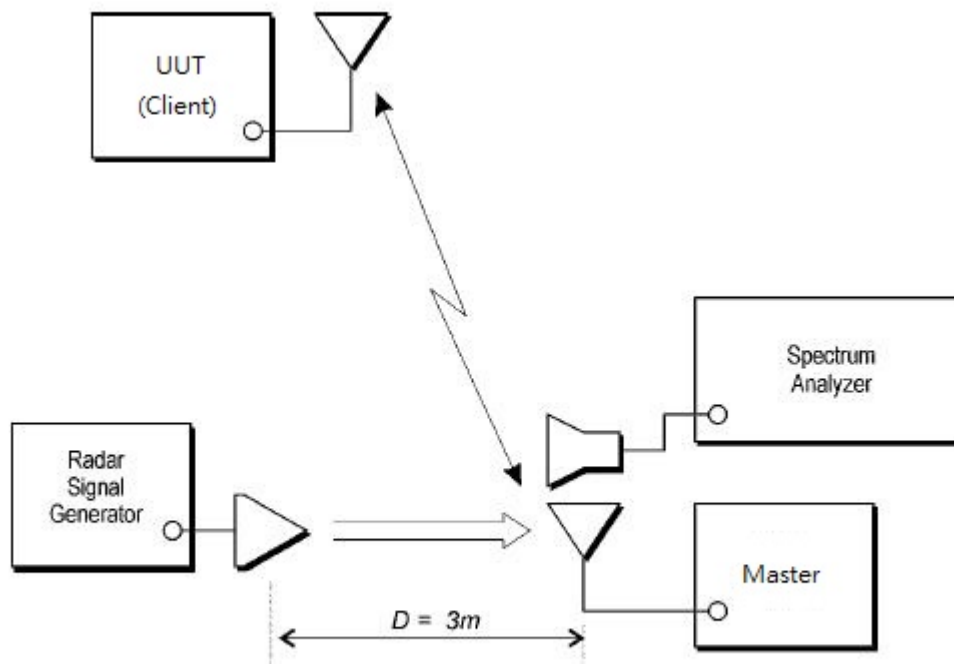 UUT
(Client)
Spectrum
Analyzer
Radar
Signal
Generator
Master
D = 3m